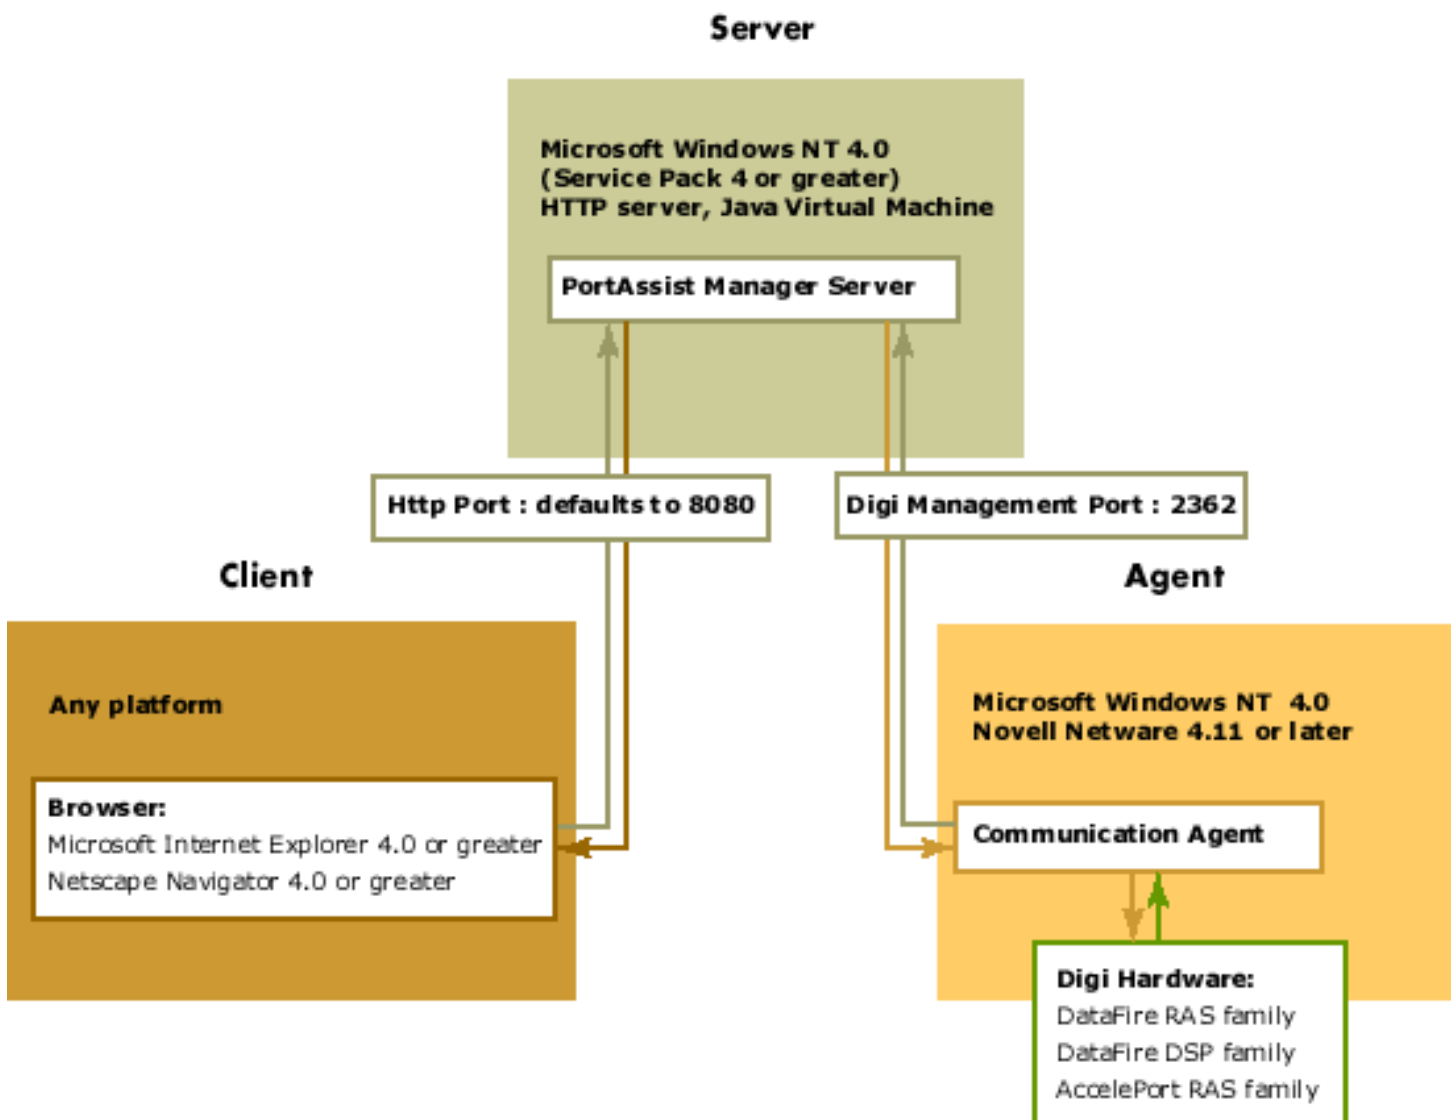 Server
Microsoft Windows NT 4.0
(Service Pack 4 or greater)
HTTP server, Java Virtual Machine
PortAssist Manager Server
Http Port : defaults to 8080
Digi Management Port : 2362
Client
Agent
Any platform
Browser:
Microsoft Internet Explorer 4.0 or greater
Netscape Navigator 4.0 or greater
Microsoft Windows NT 4.0
Novell Netware 4.11 or later
Communication Agent
Digi Hardware:
DataFire RAS family
DataFire DSP family
AccelePort RAS family